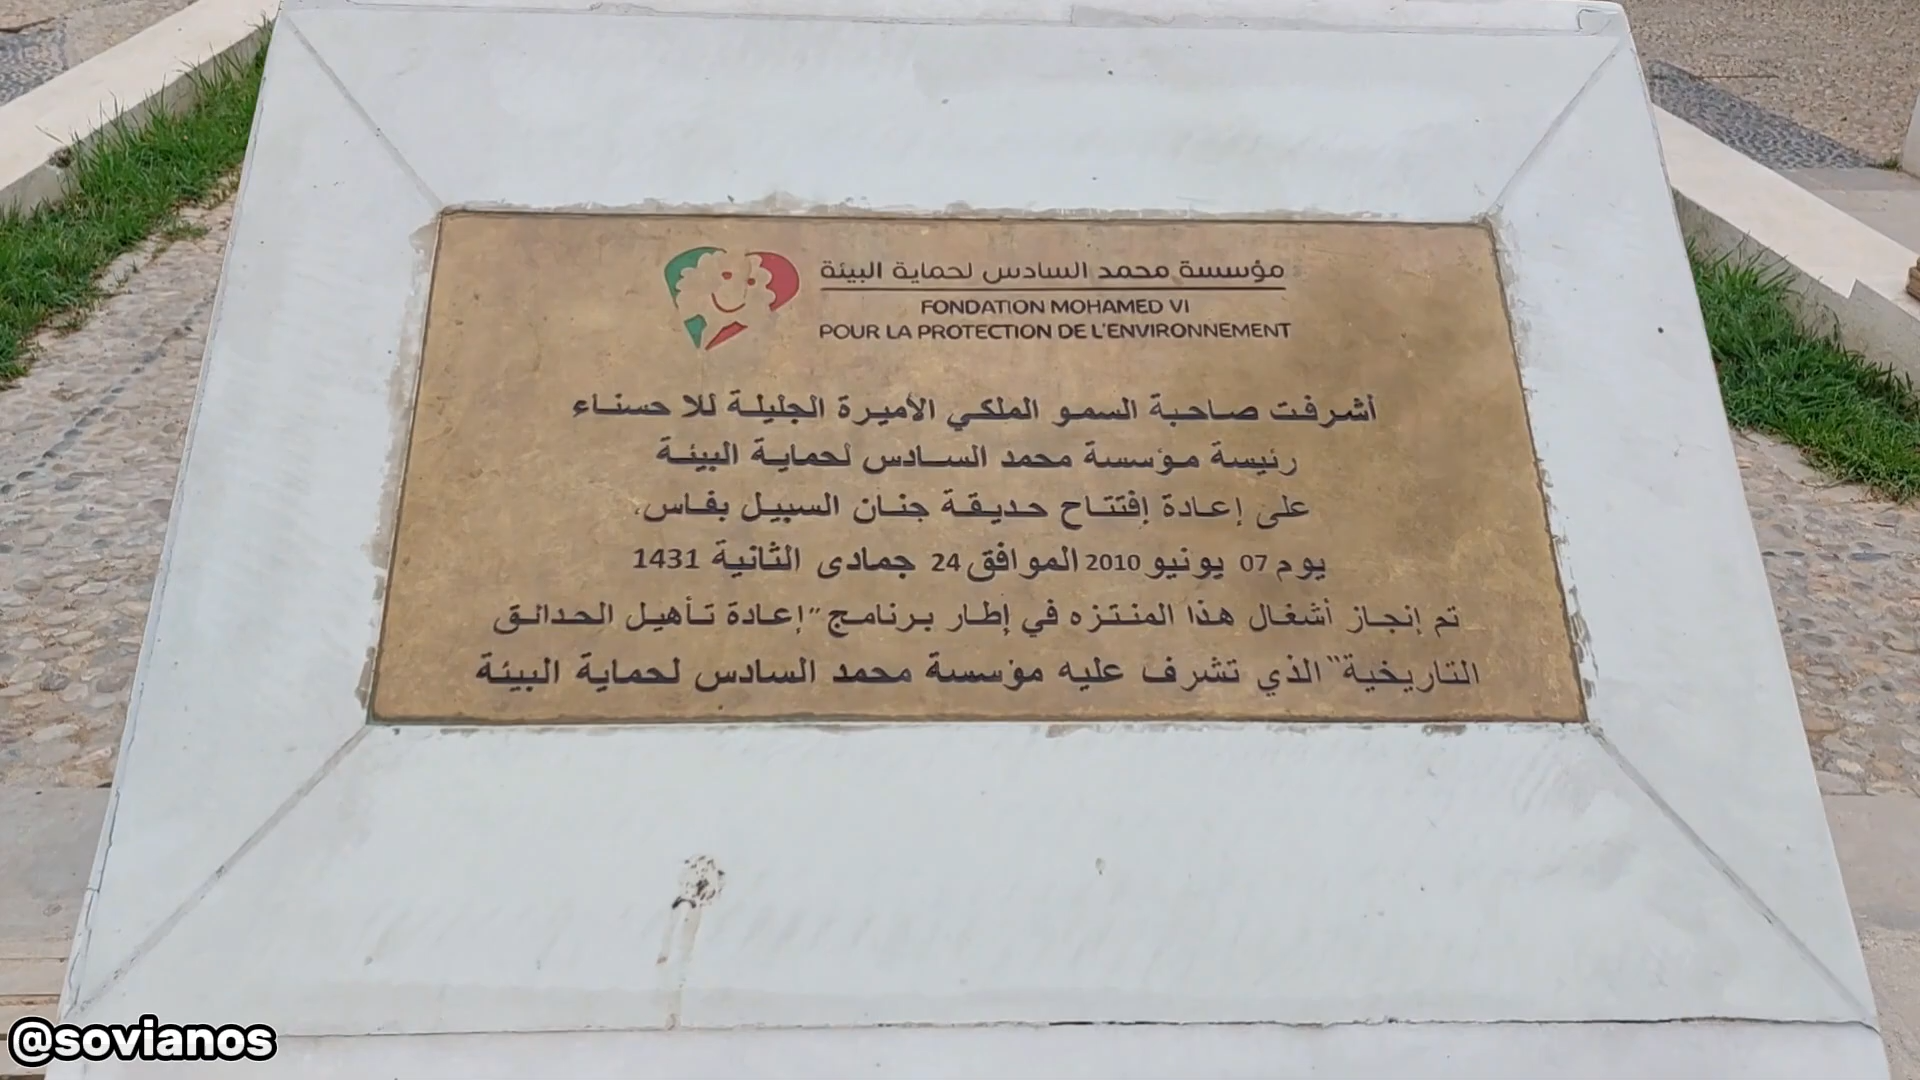 مؤسسة محمد السادس لحماية البيئة
FONDATION MOHAMED VI
POUR LA PROTECTION DE L'ENVIRONNEMENT
أشرفت صاحبة السمو الملكي الأميرة الجليلة للا حسناء
رئيسة مؤسسة محمد السادس لحماية البيئة
على إعادة إفتتاح حديقة جنان السبيل بفاس،
يوم 07 يونيو 2010 الموافق 24 جمادى الثانية 1431
تم إنجاز أشغال هذا المنتزه في إطار برنامج "إعادة تأهيل الحدائق
التاريخية" الذي تشرف عليه مؤسسة محمد السادس لحماية البيئة
@sovianos